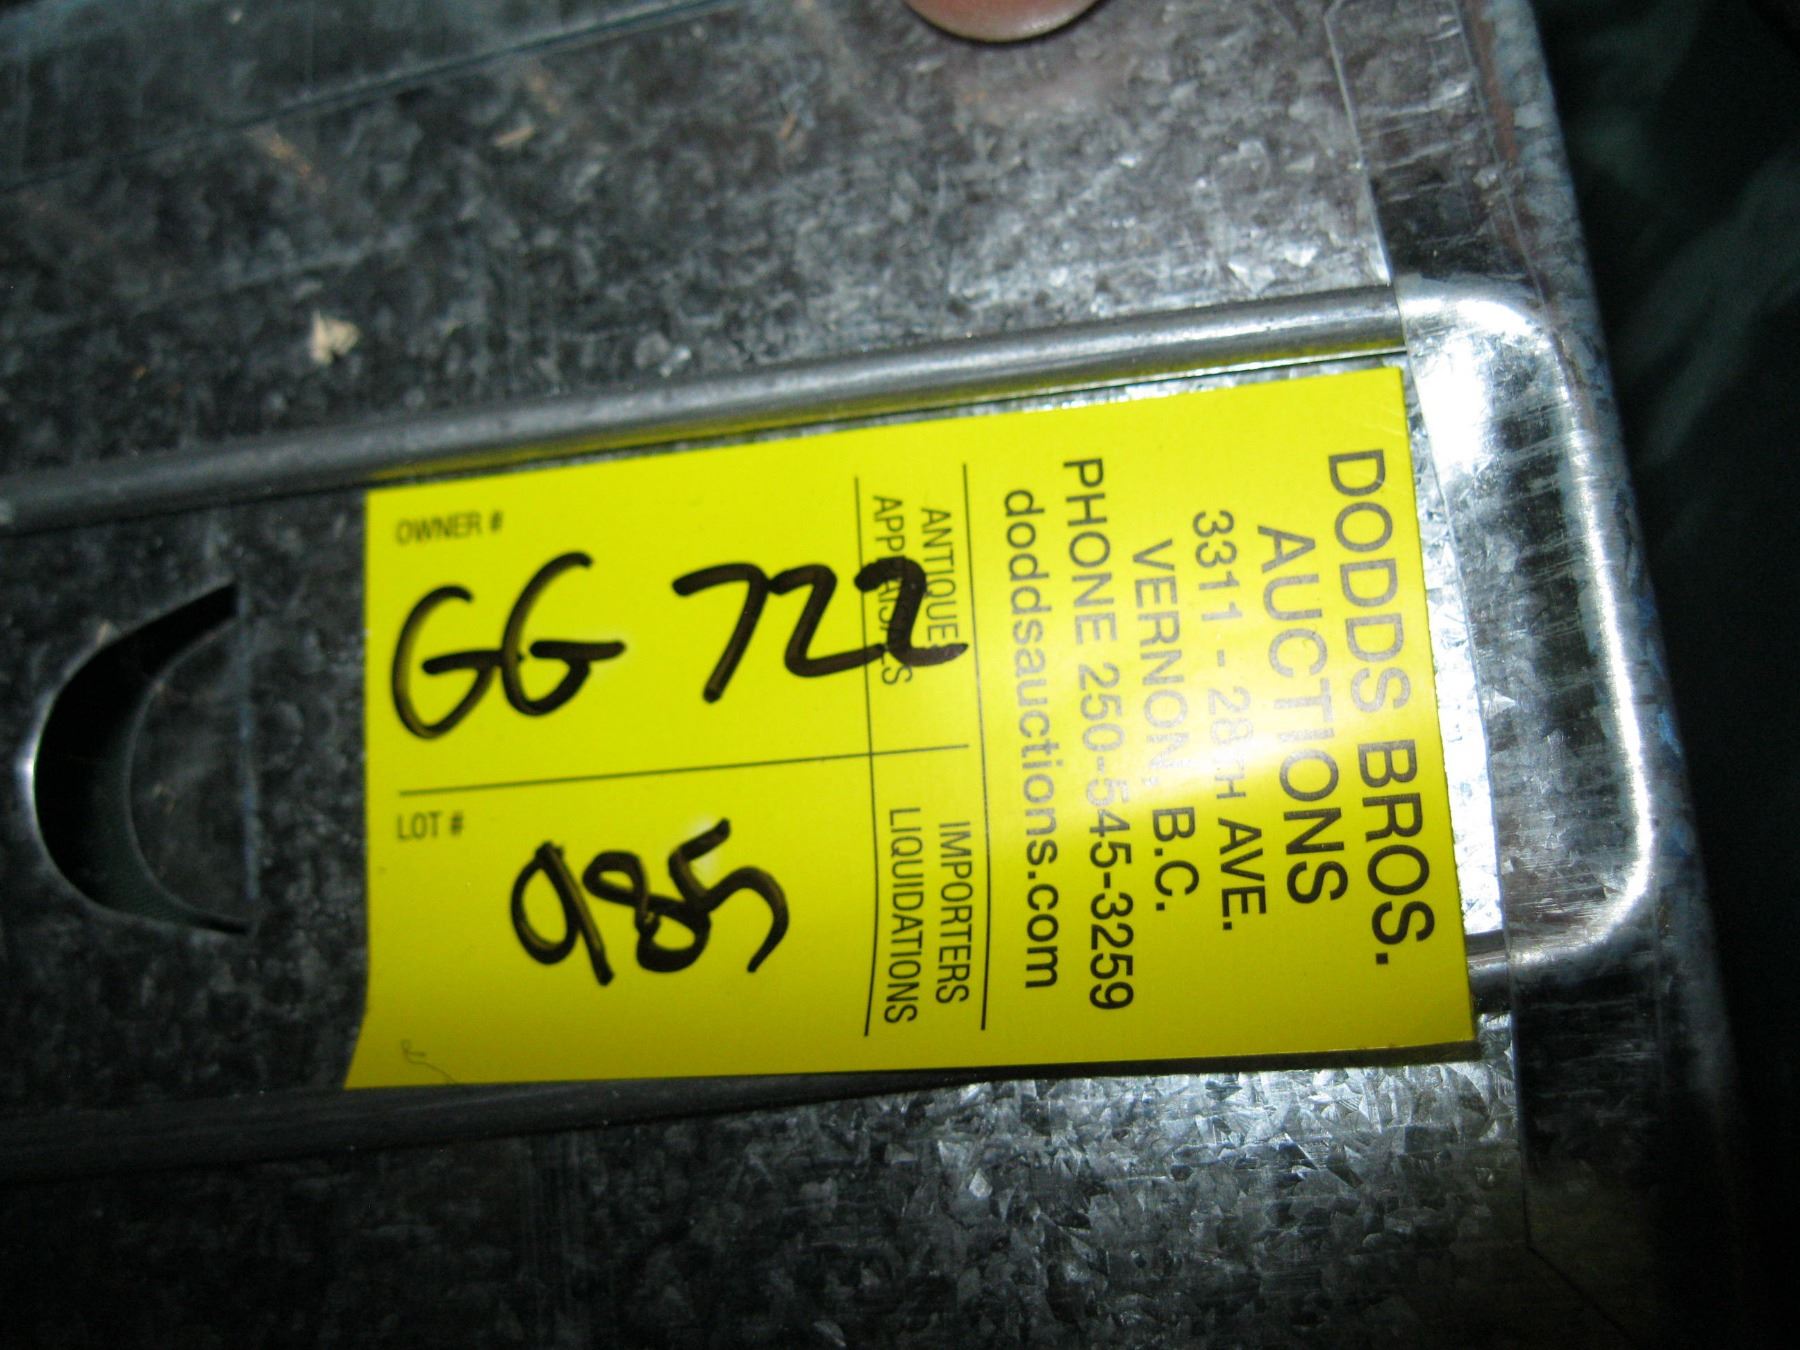 DODDS BROS.
AUCTIONS
3311 - 28TH AVE.
VERNON, B.C.
PHONE 250-545-3259
doddsauctions.com
ANTIQUES IMPORTERS
APPRAISALS LIQUIDATIONS
OWNER #
GG 722
LOT #
985